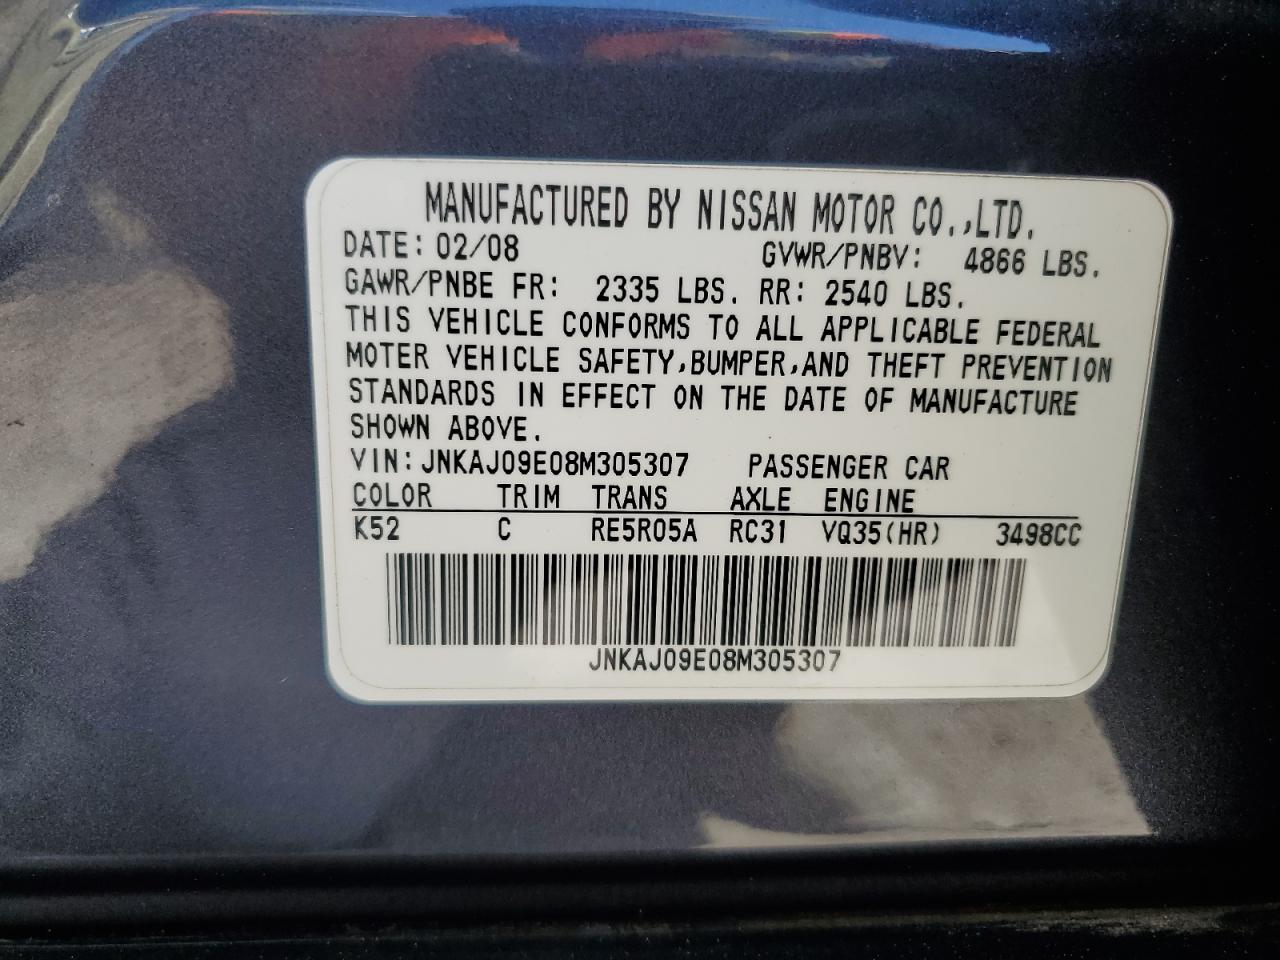 MANUFACTURED BY NISSAN MOTOR CO.,LTD.
DATE: 02/08 GVWR/PNBV: 4866 LBS.
GAWR/PNBE FR: 2335 LBS. RR: 2540 LBS.
THIS VEHICLE CONFORMS TO ALL APPLICABLE FEDERAL
MOTER VEHICLE SAFETY,BUMPER,AND THEFT PREVENTION
STANDARDS IN EFFECT ON THE DATE OF MANUFACTURE
SHOWN ABOVE.
VIN:JNKAJ09E08M305307 PASSENGER CAR
COLOR TRIM TRANS AXLE ENGINE
K52 C RE5R05A RC31 VQ35(HR) 3498CC
JNKAJ09E08M305307